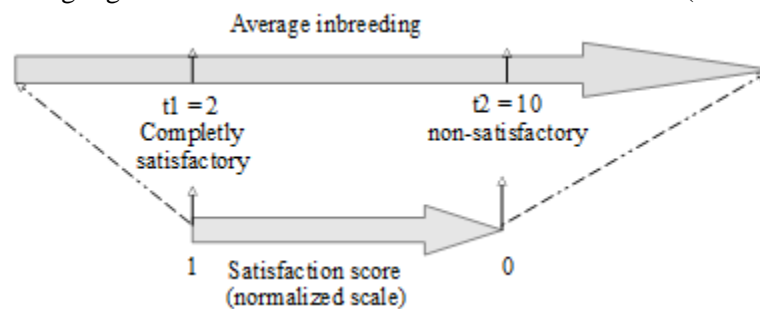 Average inbreeding
t1 = 2
Completly
satisfactory
t2 = 10
non-satisfactory
1
Satisfaction score
(normalized scale)
0